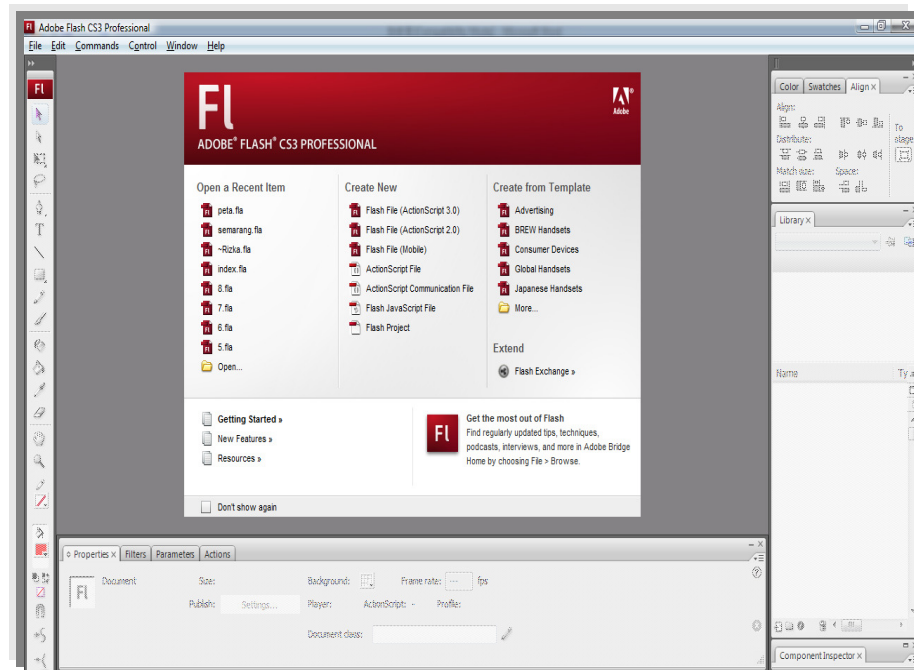 Adobe Flash CS3 Professional
File Edit Commands Control Window Help
Fl
Fl
Adobe
ADOBE® FLASH® CS3 PROFESSIONAL
Open a Recent Item
peta.fla
semarang.fla
~Rizka.fla
index.fla
8.fla
7.fla
6.fla
5.fla
Open...
Create New
Flash File (ActionScript 3.0)
Flash File (ActionScript 2.0)
Flash File (Mobile)
ActionScript File
ActionScript Communication File
Flash JavaScript File
Flash Project
Create from Template
Advertising
BREW Handsets
Consumer Devices
Global Handsets
Japanese Handsets
More...
Extend
Flash Exchange »
Getting Started »
New Features »
Resources »
Fl
Get the most out of Flash
Find regularly updated tips, techniques,
podcasts, interviews, and more in Adobe Bridge
Home by choosing File > Browse.
Don't show again
Color Swatches Align
Align:
To
stage
Distribute:
Match size: Space:
Library
Name Ty
Properties Filters Parameters Actions
Fl
Document Size: Background: Frame rate: ... fps
Publish: Settings... Player: ActionScript: - Profile:
Document class:
Component Inspector